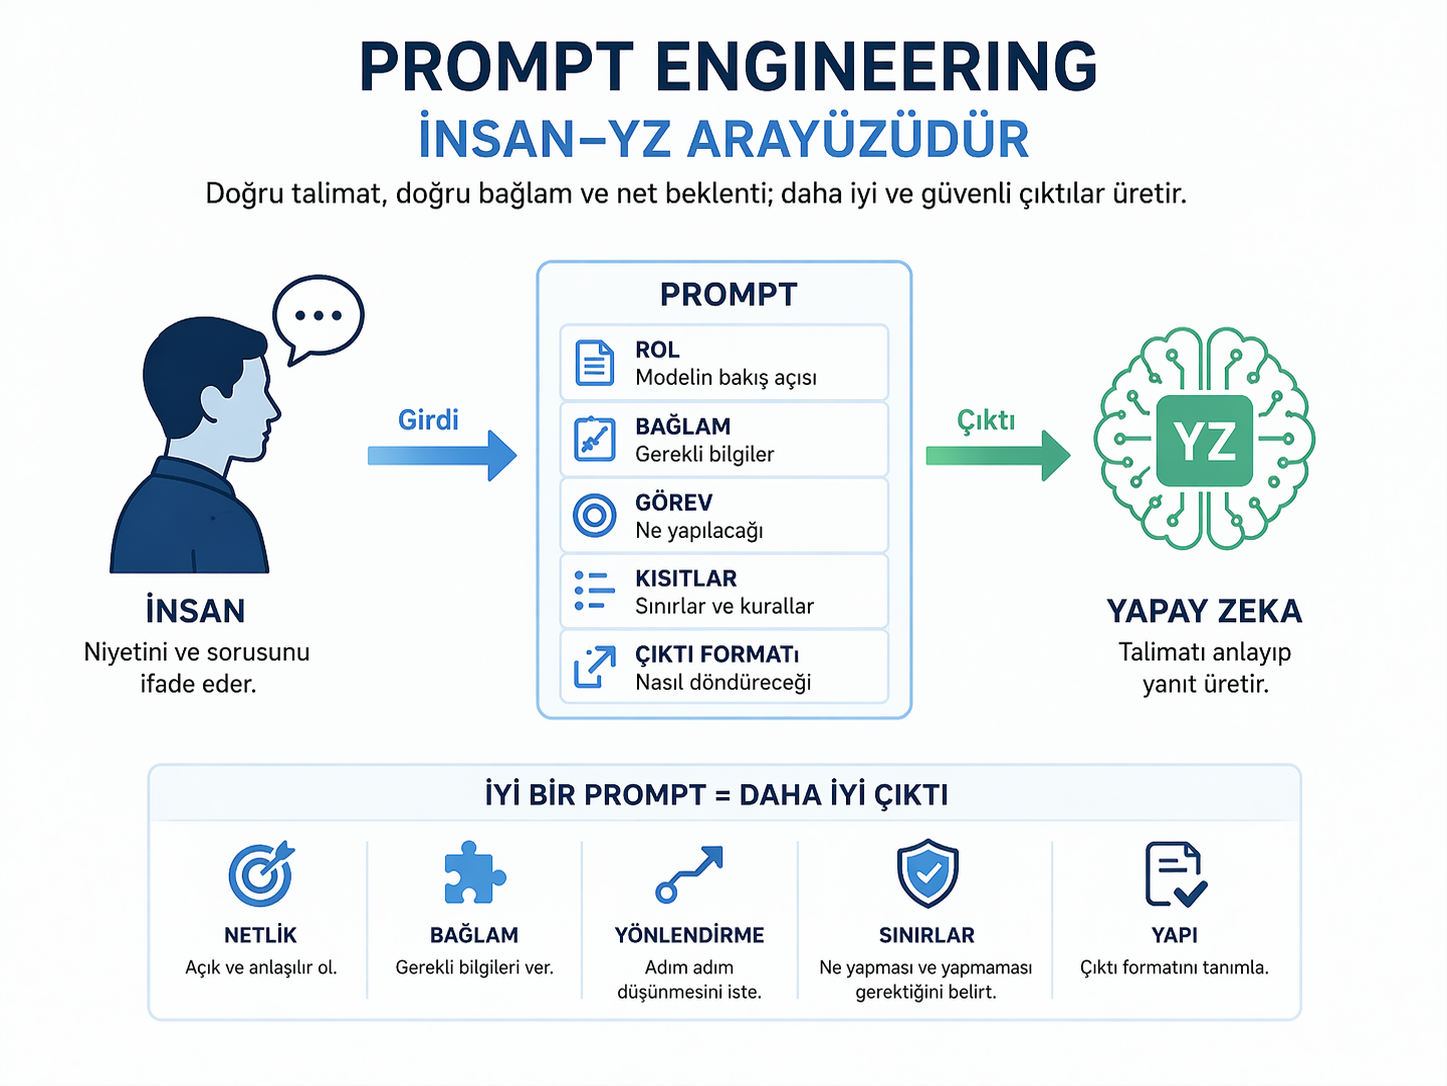 PROMPT ENGINEERING
İNSAN–YZ ARAYÜZÜDÜR
Doğru talimat, doğru bağlam ve net beklenti; daha iyi ve güvenli çıktılar üretir.
Girdi
İNSAN
Niyetini ve sorusunu
ifade eder.
PROMPT
ROL
Modelin bakış açısı
BAĞLAM
Gerekli bilgiler
GÖREV
Ne yapılacağı
KISITLAR
Sınırlar ve kurallar
ÇIKTI FORMATı
Nasıl döndüreceği
Çıktı
YZ
YAPAY ZEKA
Talimatı anlayıp
yanıt üretir.
İYİ BİR PROMPT = DAHA İYİ ÇIKTI
NETLİK
Açık ve anlaşılır ol.
BAĞLAM
Gerekli bilgileri ver.
YÖNLENDİRME
Adım adım
düşünmesini iste.
SINIRLAR
Ne yapması ve yapmaması
gerektiğini belirt.
YAPI
Çıktı formatını tanımla.